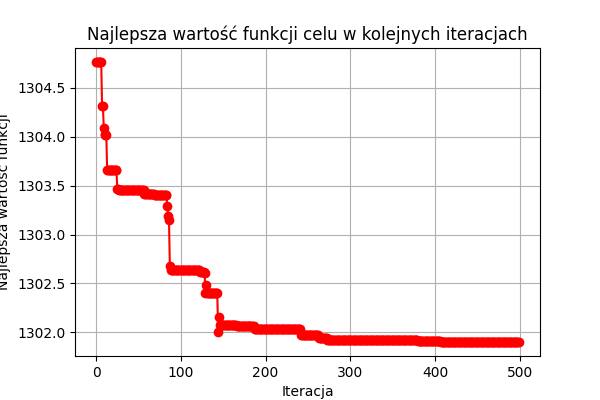 Najlepsza wartość funkcji celu w kolejnych iteracjach
Najlepsza wartość funkcji
1304.5
1304.0
1303.5
1303.0
1302.5
1302.0
0 100 200 300 400 500
Iteracja